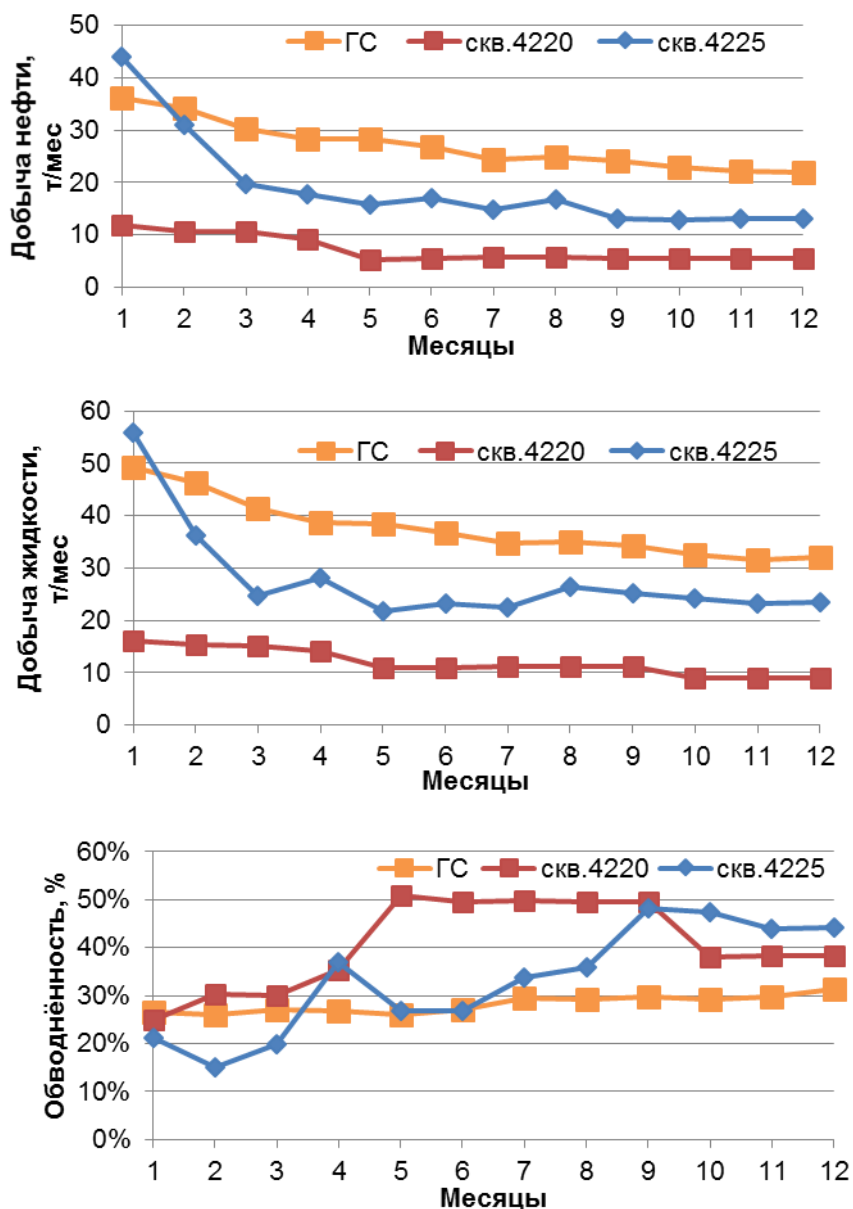 Добыча нефти,
т/мес
50
40
30
20
10
0
ГС скв.4220 скв.4225
1 2 3 4 5 6 7 8 9 10 11 12
Месяцы
Добыча жидкости,
т/мес
60
50
40
30
20
10
0
ГС скв.4220 скв.4225
1 2 3 4 5 6 7 8 9 10 11 12
Месяцы
Обводнённость, %
60%
50%
40%
30%
20%
10%
0%
ГС скв.4220 скв.4225
1 2 3 4 5 6 7 8 9 10 11 12
Месяцы